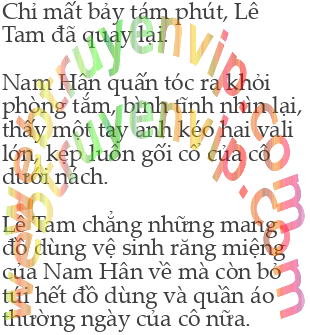 Chỉ mất bảy tám phút, Lê
Tam đã quay lại.
Nam Hân quấn tóc ra khỏi
phòng tắm, bình tĩnh nhìn lại,
thấy một tay anh kéo hai vali
lớn, kẹp luôn gối cổ của cô
dưới nách.
Lê Tam chẳng những mang
đồ dùng vệ sinh răng miệng
của Nam Hân về mà còn bỏ
túi hết đồ dùng và quần áo
thường ngày của cô nữa.